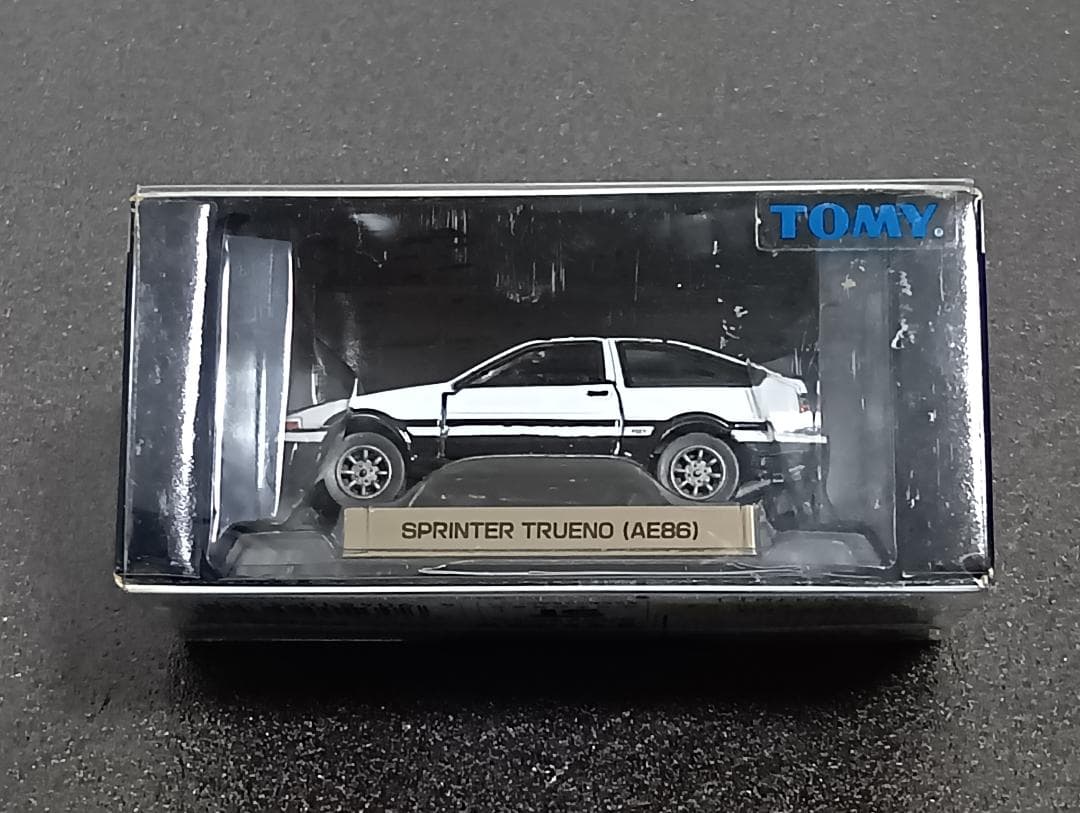 TOMY.
SPRINTER TRUENO (AE86)